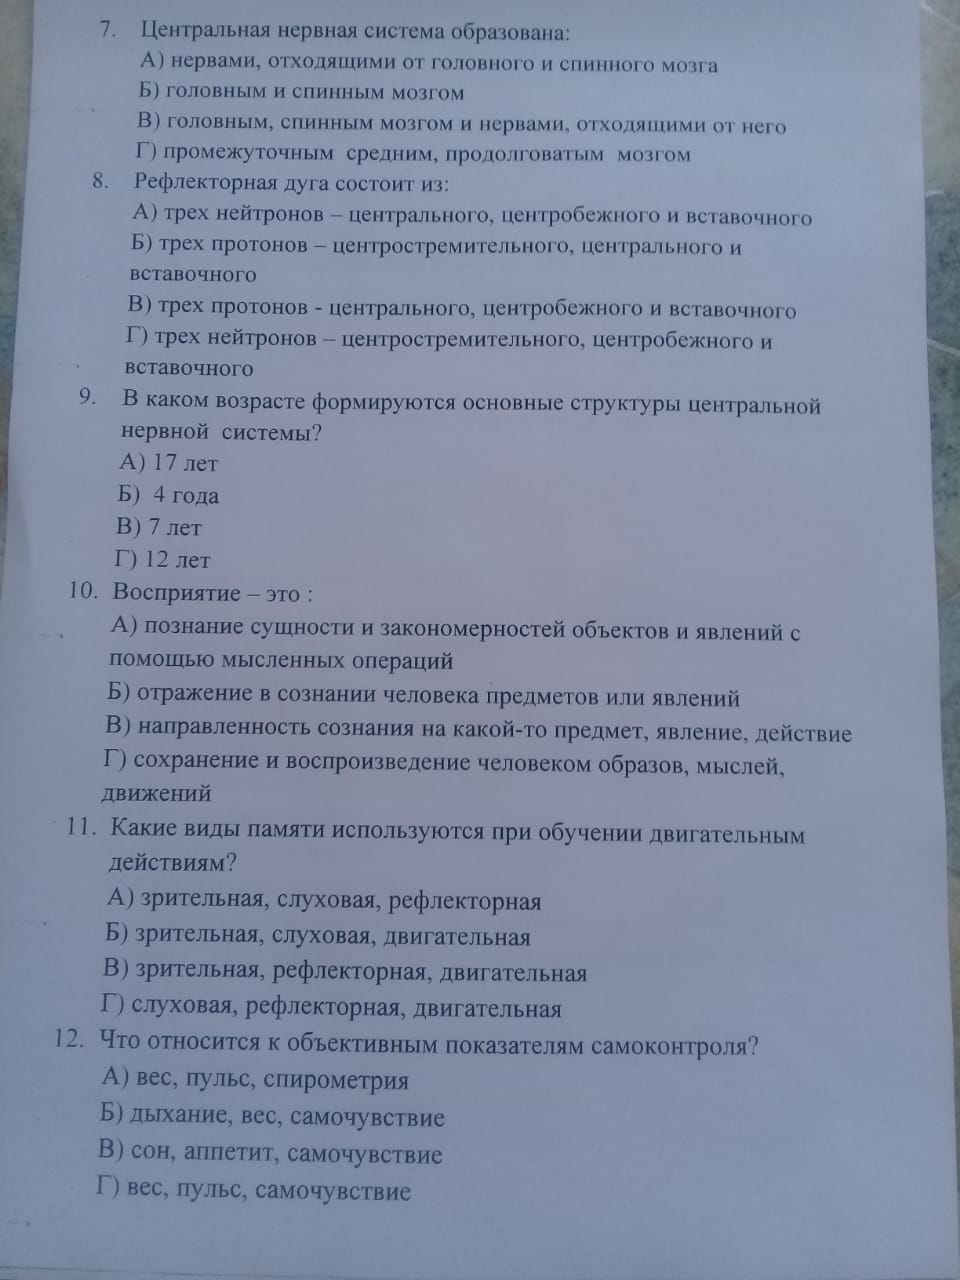 7. Центральная нервная система образована:
А) нервами, отходящими от головного и спинного мозга
Б) головным и спинным мозгом
В) головным, спинным мозгом и нервами, отходящими от него
Г) промежуточным средним, продолговатым мозгом
8. Рефлекторная дуга состоит из:
А) трех нейтронов – центрального, центробежного и вставочного
Б) трех протонов – центростремительного, центрального и
вставочного
В) трех протонов - центрального, центробежного и вставочного
Г) трех нейтронов – центростремительного, центробежного и
вставочного
9. В каком возрасте формируются основные структуры центральной
нервной системы?
А) 17 лет
Б) 4 года
В) 7 лет
Г) 12 лет
10. Восприятие – это :
А) познание сущности и закономерностей объектов и явлений с
помощью мысленных операций
Б) отражение в сознании человека предметов или явлений
В) направленность сознания на какой-то предмет, явление, действие
Г) сохранение и воспроизведение человеком образов, мыслей,
движений
11. Какие виды памяти используются при обучении двигательным
действиям?
А) зрительная, слуховая, рефлекторная
Б) зрительная, слуховая, двигательная
В) зрительная, рефлекторная, двигательная
Г) слуховая, рефлекторная, двигательная
12. Что относится к объективным показателям самоконтроля?
А) вес, пульс, спирометрия
Б) дыхание, вес, самочувствие
В) сон, аппетит, самочувствие
Г) вес, пульс, самочувствие